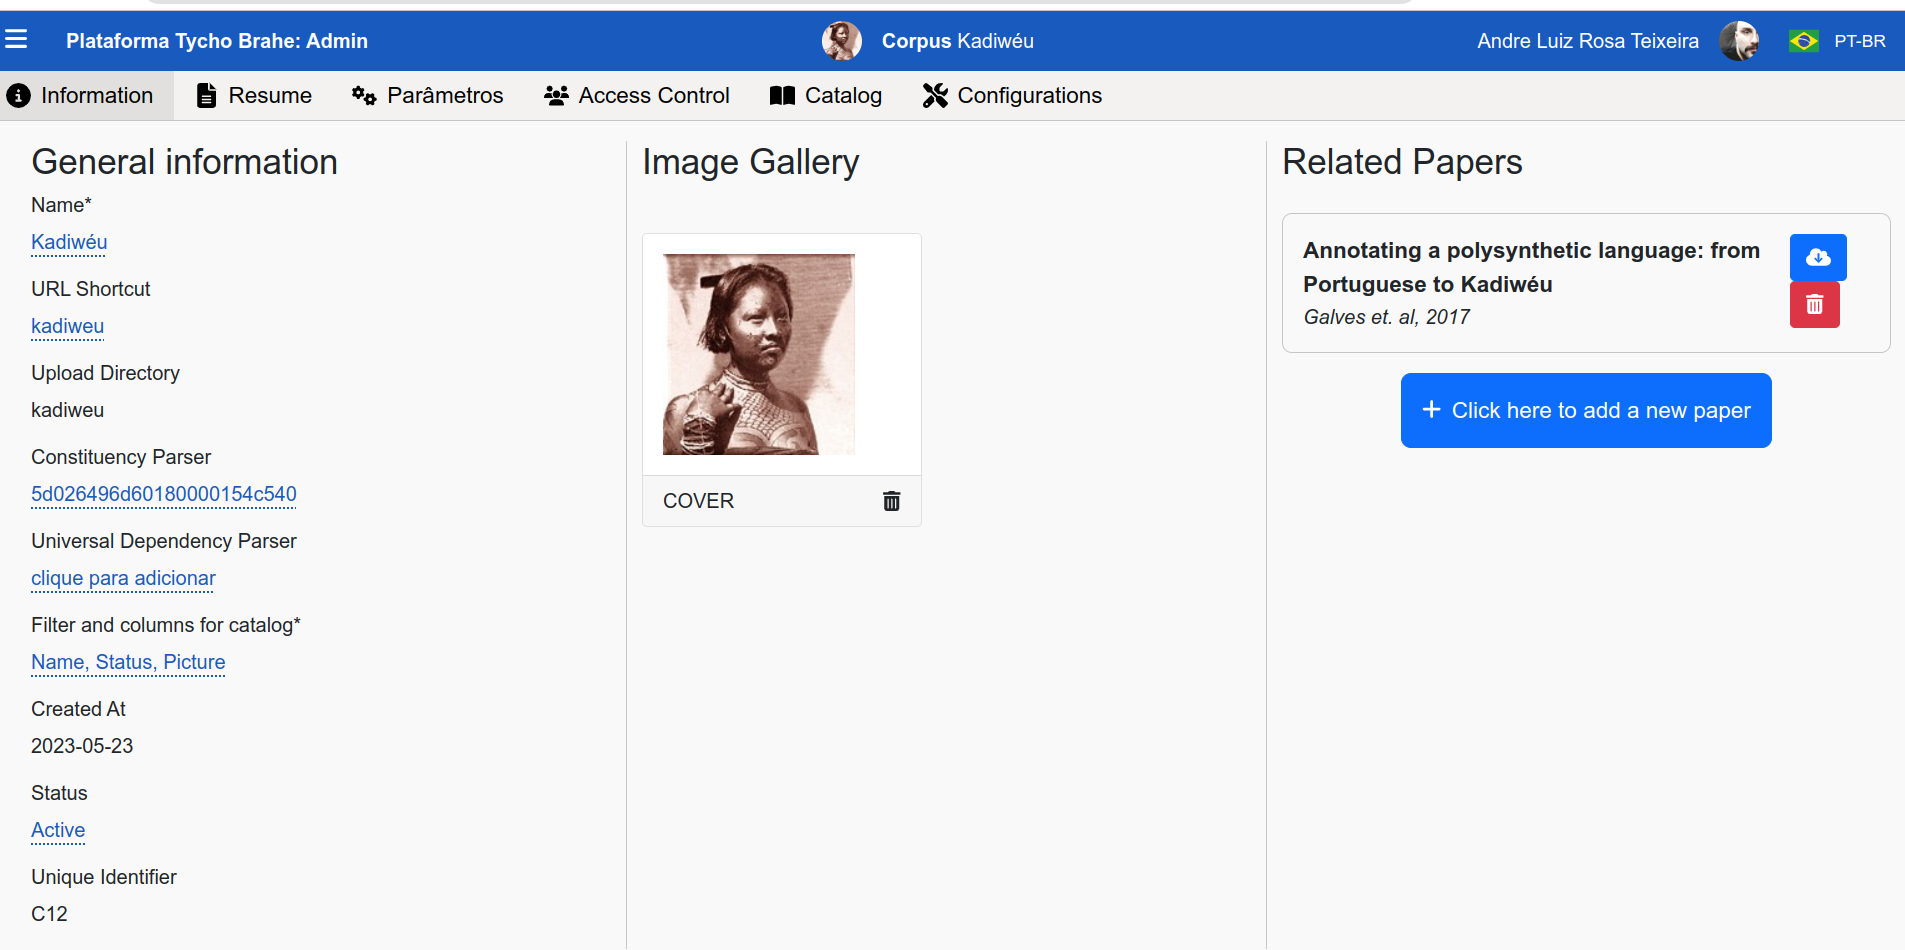 Plataforma Tycho Brahe: Admin
Corpus Kadiwéu
Andre Luiz Rosa Teixeira
PT-BR
Information
Resume
Parâmetros
Access Control
Catalog
Configurations
General information
Name*
Kadiwéu
URL Shortcut
kadiweu
Upload Directory
kadiweu
Constituency Parser
5d026496d60180000154c540
Universal Dependency Parser
clique para adicionar
Filter and columns for catalog*
Name, Status, Picture
Created At
2023-05-23
Status
Active
Unique Identifier
C12
Image Gallery
COVER
Related Papers
Annotating a polysynthetic language: from
Portuguese to Kadiwéu
Galves et. al, 2017
+ Click here to add a new paper